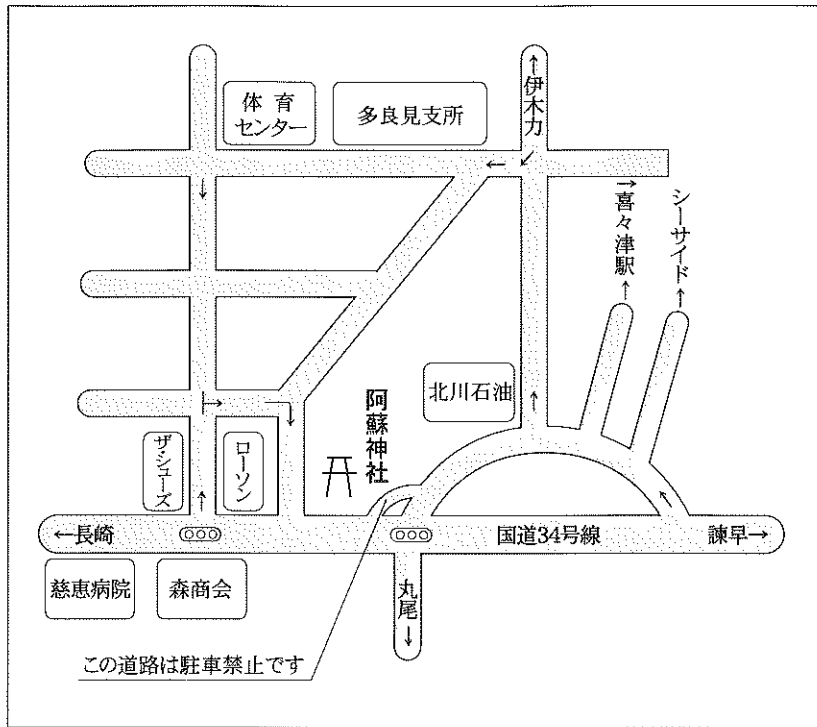 体育
センター
多良見支所
←伊木力
→喜々津駅→
シーサイド→
北川石油
阿蘇神社
ザ・シューズ
ローソン
←長崎
国道34号線
諫早→
慈恵病院
森商会
丸尾→
この道路は駐車禁止です